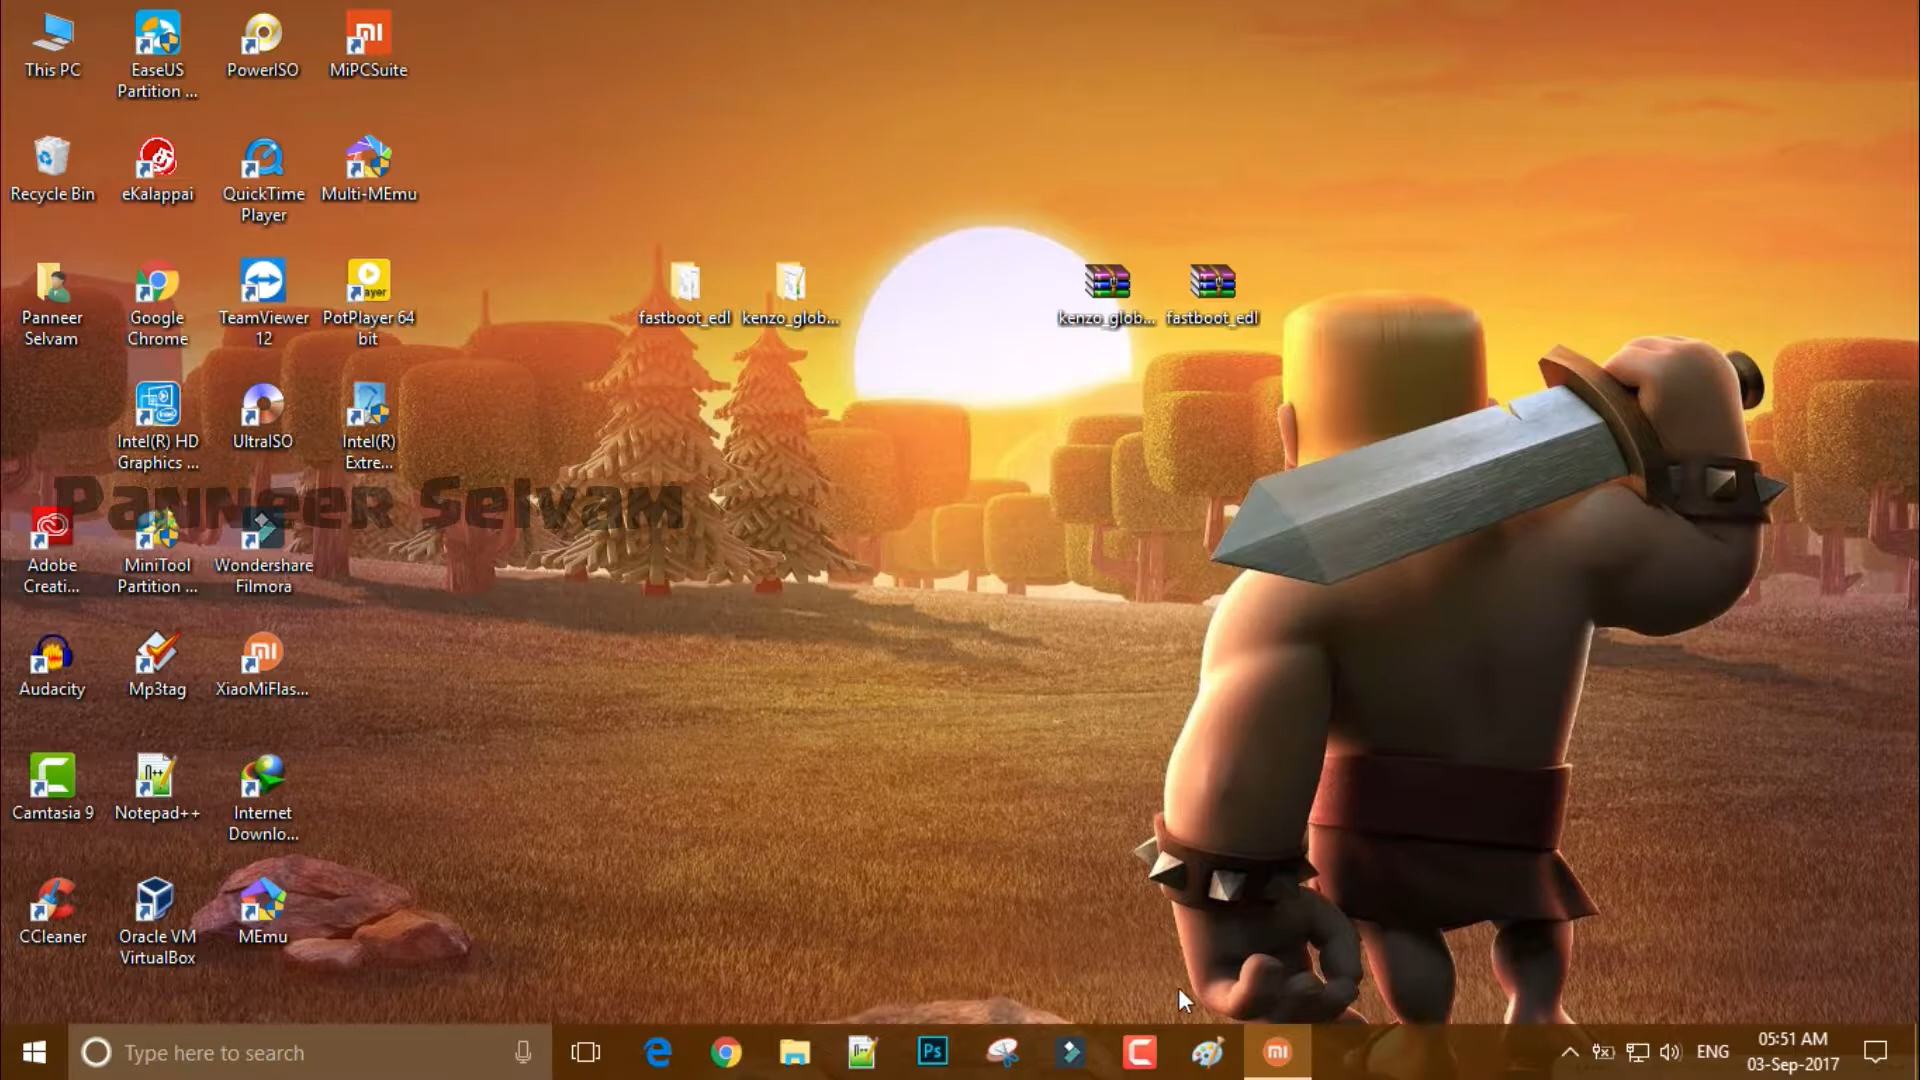 This PC
EaseUS
Partition ...
PowerISO
MiPCSuite
Recycle Bin
eKalappai
QuickTime
Player
Multi-MEmu
Panneer
Selvam
Google
Chrome
TeamViewer
12
PotPlayer 64
bit
fastboot_edl
kenzo_glob...
kenzo_glob...
fastboot_edl
Intel(R) HD
Graphics ...
UltraISO
Intel(R)
Extre...
Panneer Selvam
Adobe
Creati...
MiniTool
Partition ...
Wondershare
Filmora
Audacity
Mp3tag
XiaoMiFlas...
Camtasia 9
Notepad++
Internet
Downlo...
CCleaner
Oracle VM
VirtualBox
MEmu
Type here to search
Ps
ENG
05:51 AM
03-Sep-2017